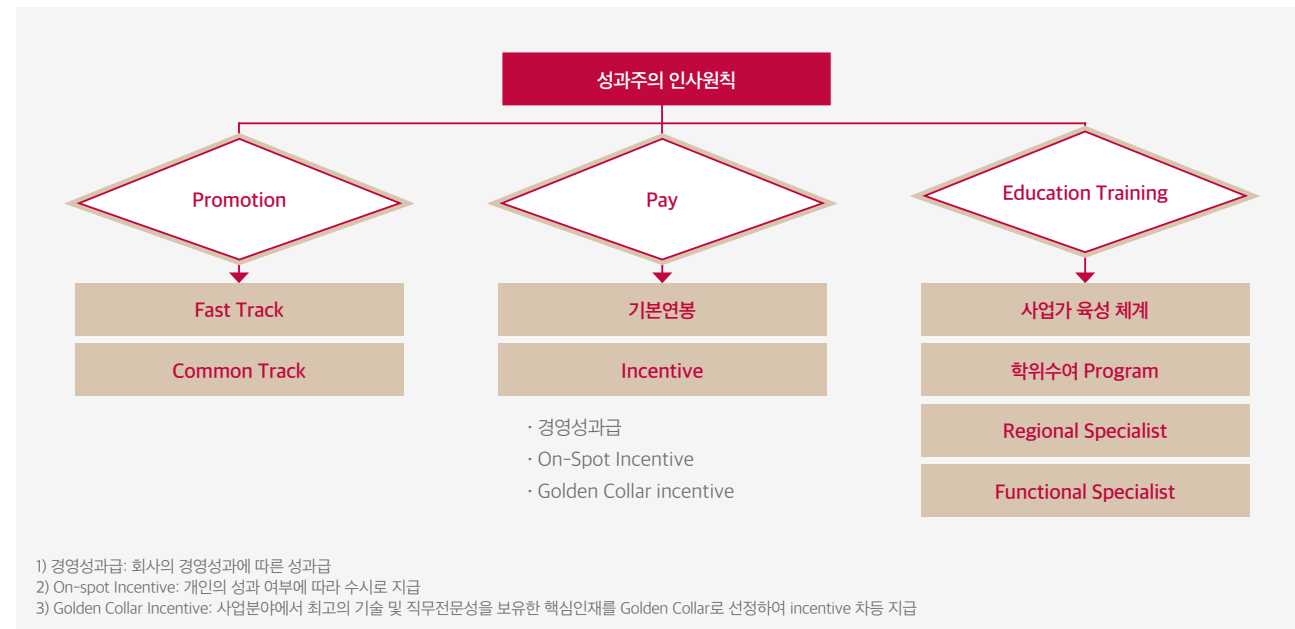 성과주의 인사원칙
Promotion
Fast Track
Common Track
Pay
기본연봉
Incentive
· 경영성과급
· On-Spot Incentive
· Golden Collar incentive
Education Training
사업가 육성 체계
학위수여 Program
Regional Specialist
Functional Specialist
1) 경영성과급: 회사의 경영성과에 따른 성과급
2) On-spot Incentive: 개인의 성과 여부에 따라 수시로 지급
3) Golden Collar Incentive: 사업분야에서 최고의 기술 및 직무전문성을 보유한 핵심인재를 Golden Collar로 선정하여 incentive 차등 지급